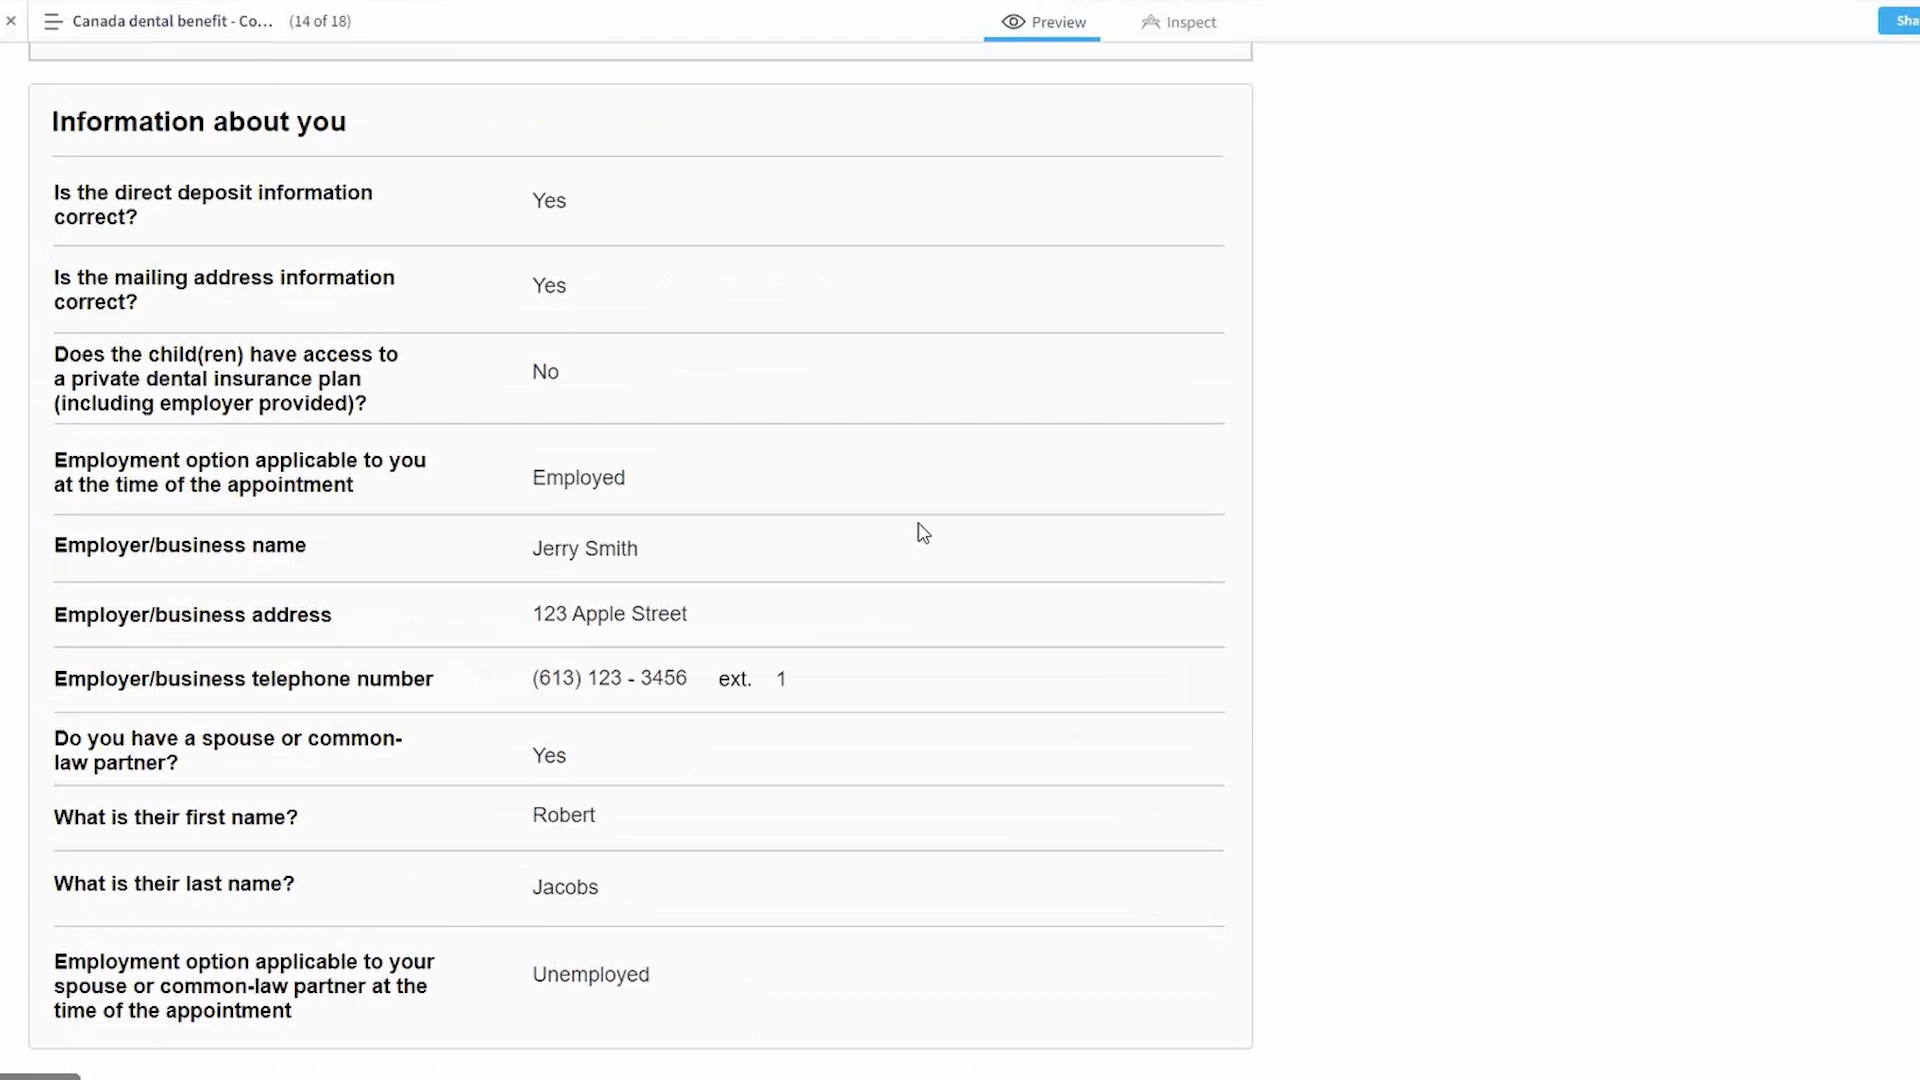 Canada dental benefit - Co... (14 of 18)
Preview
Inspect
Information about you
Is the direct deposit information
correct?
Yes
Is the mailing address information
correct?
Yes
Does the child(ren) have access to
a private dental insurance plan
(including employer provided)?
No
Employment option applicable to you
at the time of the appointment
Employed
Employer/business name
Jerry Smith
Employer/business address
123 Apple Street
Employer/business telephone number
(613) 123 - 3456 ext. 1
Do you have a spouse or common-
law partner?
Yes
What is their first name?
Robert
What is their last name?
Jacobs
Employment option applicable to your
spouse or common-law partner at the
time of the appointment
Unemployed